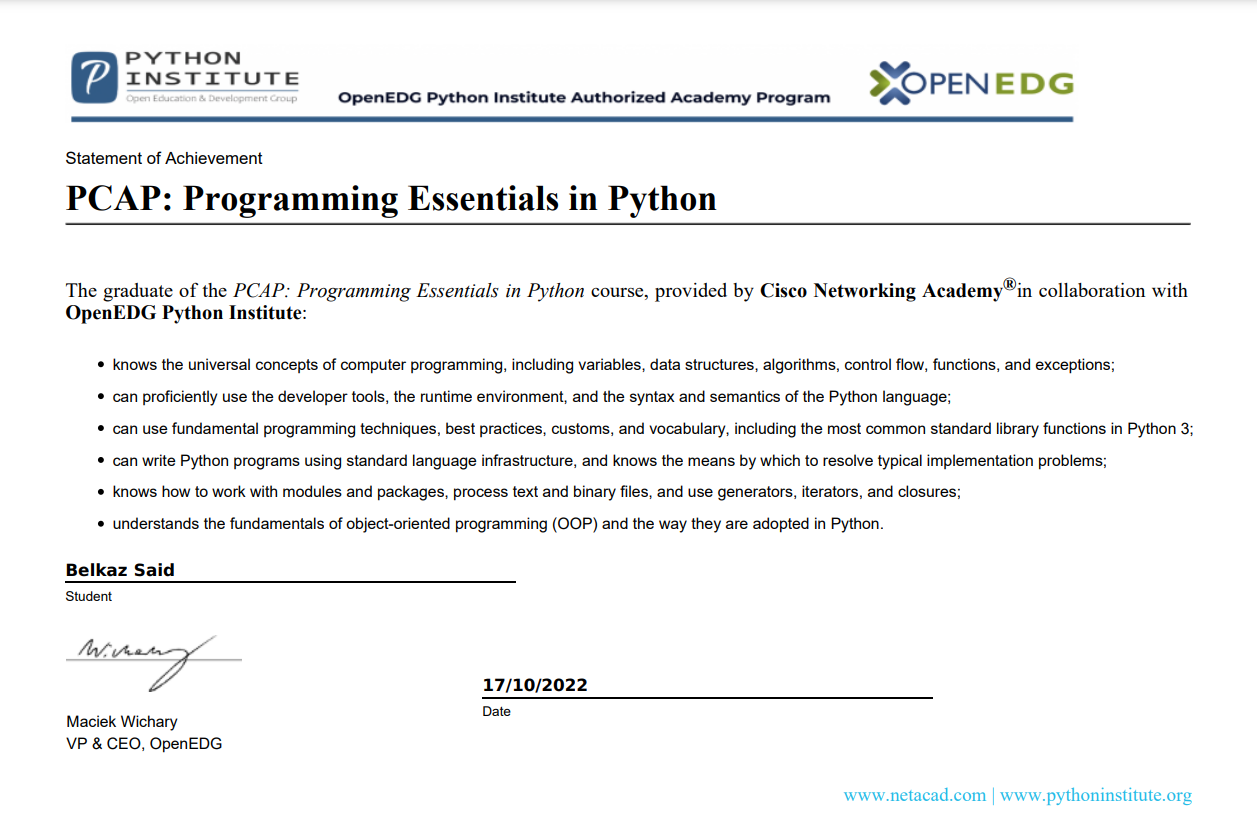 PYTHON
INSTITUTE
Open Education & Development Group
OpenEDG Python Institute Authorized Academy Program
OPENEDG
Statement of Achievement
PCAP: Programming Essentials in Python
The graduate of the PCAP: Programming Essentials in Python course, provided by Cisco Networking Academy®in collaboration with
OpenEDG Python Institute:
• knows the universal concepts of computer programming, including variables, data structures, algorithms, control flow, functions, and exceptions;
• can proficiently use the developer tools, the runtime environment, and the syntax and semantics of the Python language;
• can use fundamental programming techniques, best practices, customs, and vocabulary, including the most common standard library functions in Python 3;
• can write Python programs using standard language infrastructure, and knows the means by which to resolve typical implementation problems;
• knows how to work with modules and packages, process text and binary files, and use generators, iterators, and closures;
• understands the fundamentals of object-oriented programming (OOP) and the way they are adopted in Python.
Belkaz Said
Student
W.chary
17/10/2022
Date
Maciek Wichary
VP & CEO, OpenEDG
www.netacad.com | www.pythoninstitute.org